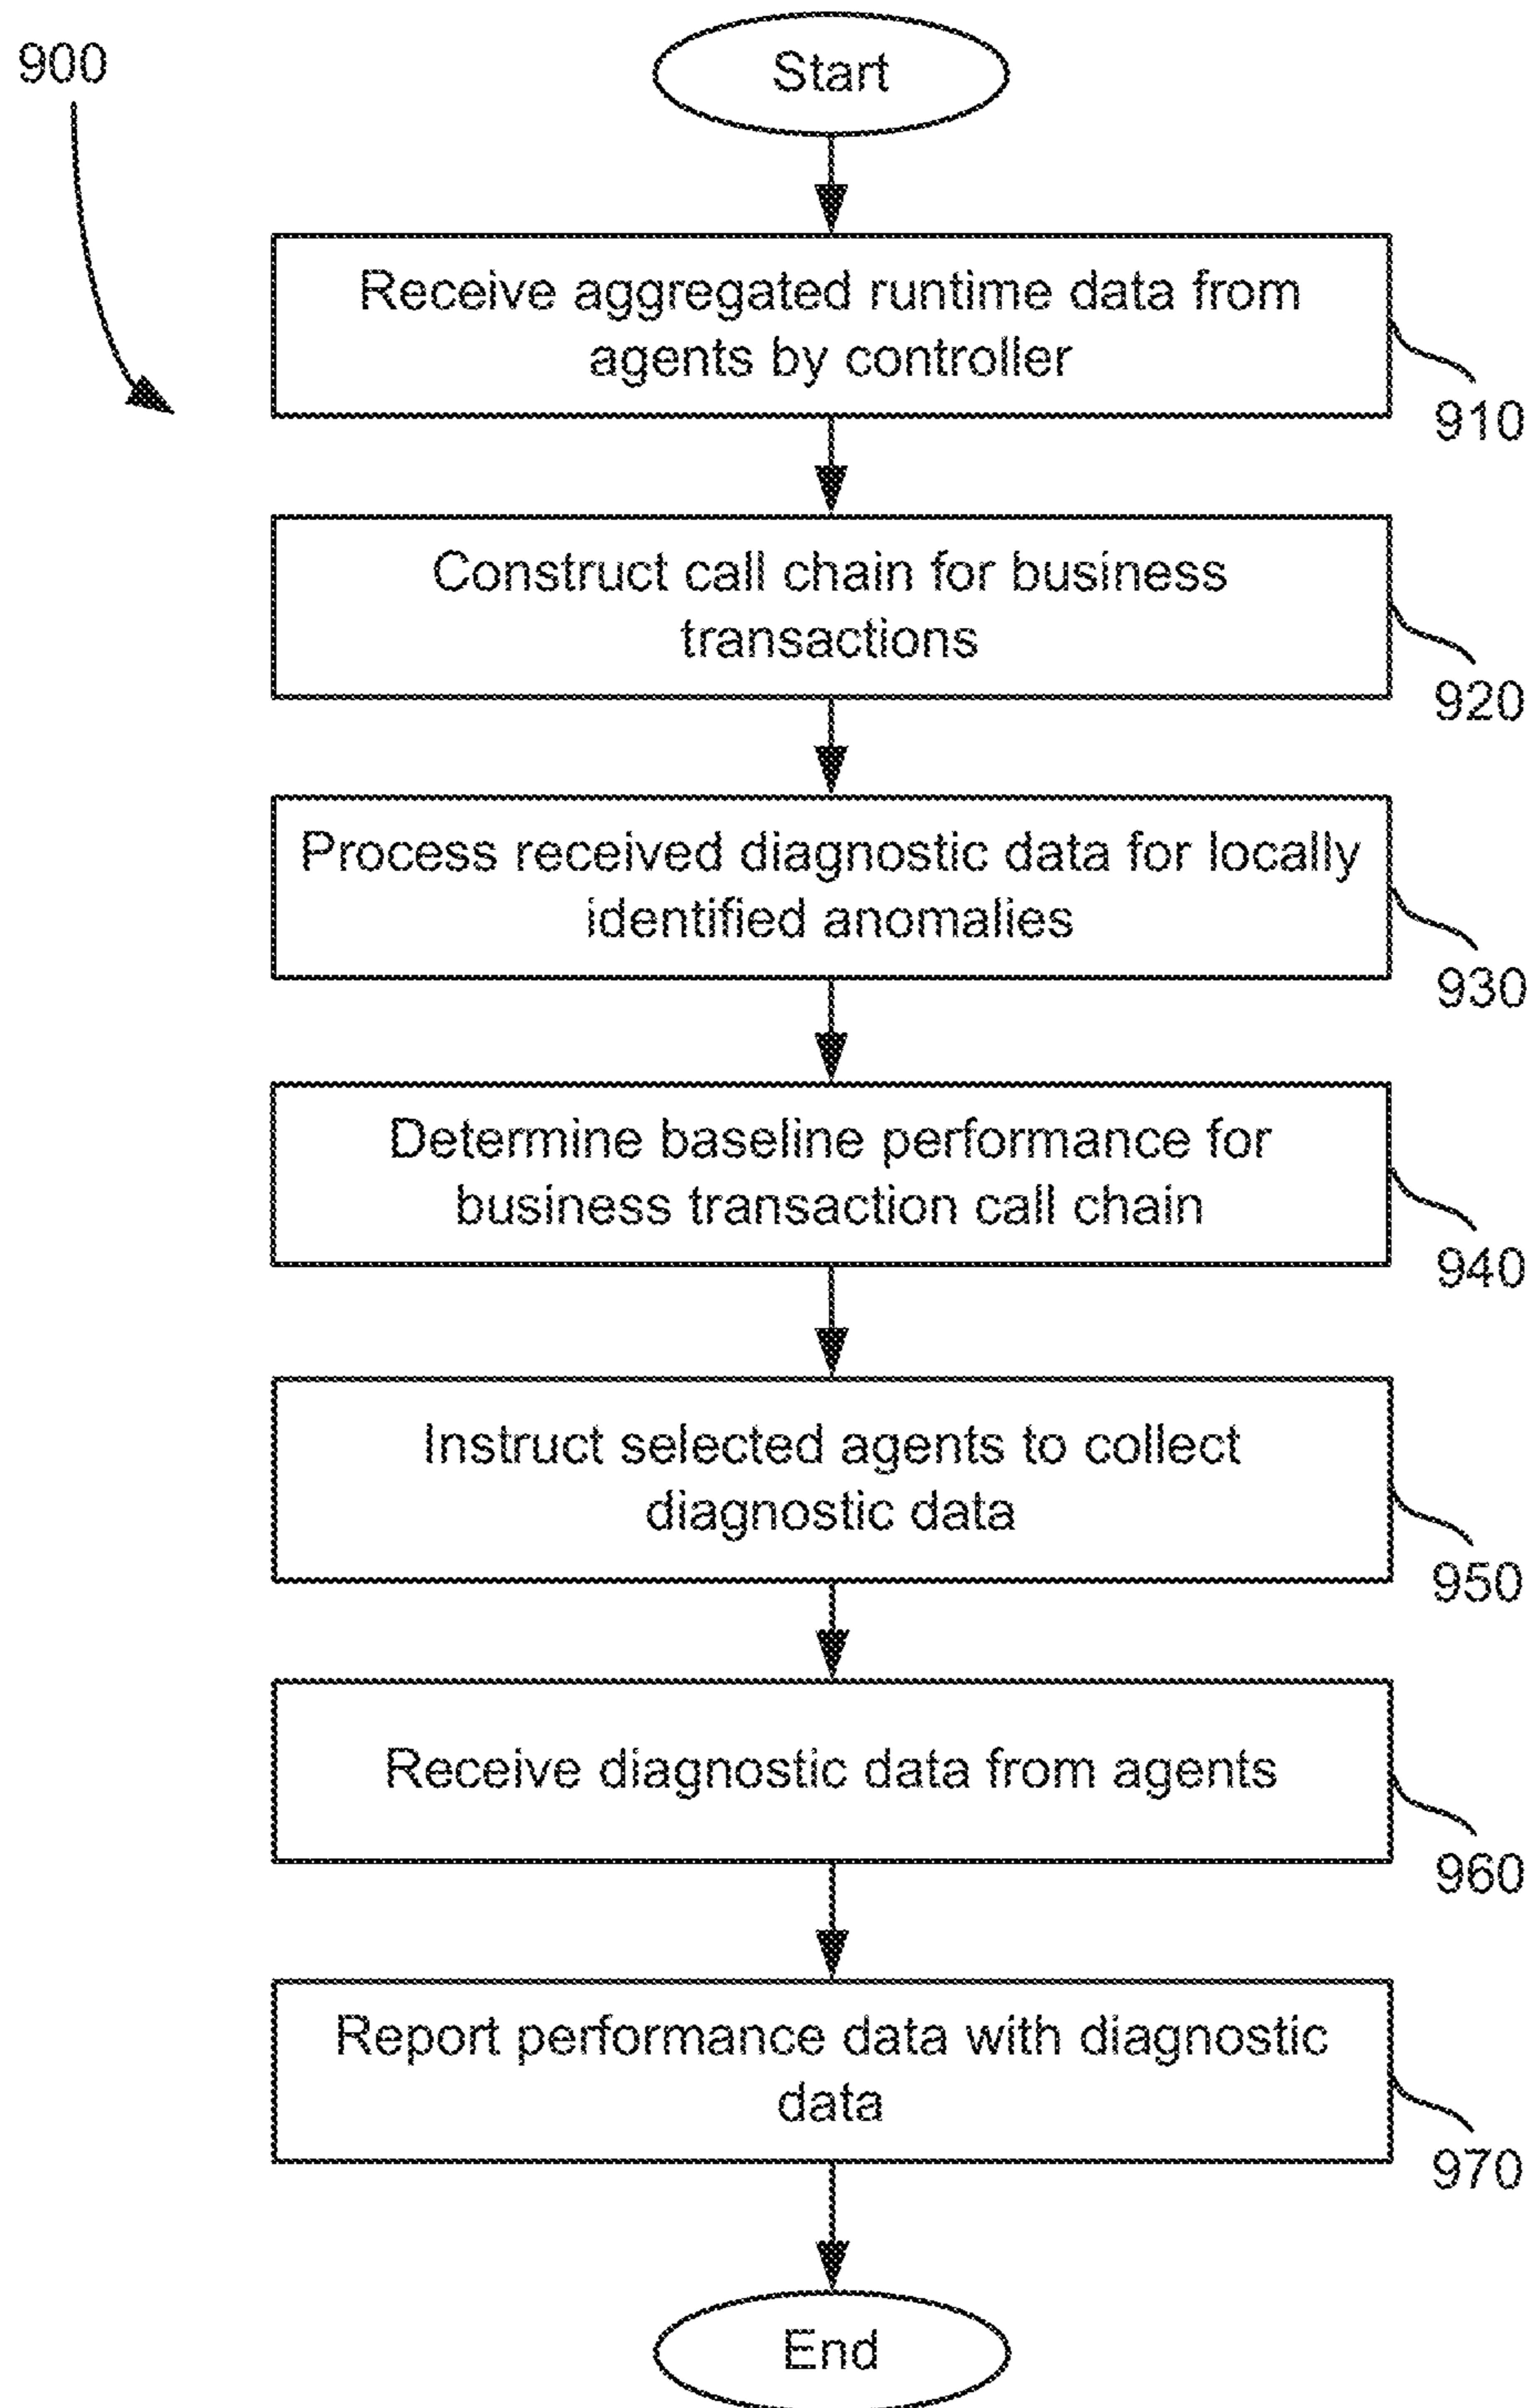 900
Start
Receive aggregated runtime data from
agents by controller
910
Construct call chain for business
transactions
920
Process received diagnostic data for locally
identified anomalies
930
Determine baseline performance for
business transaction call chain
940
Instruct selected agents to collect
diagnostic data
950
Receive diagnostic data from agents
960
Report performance data with diagnostic
data
970
End